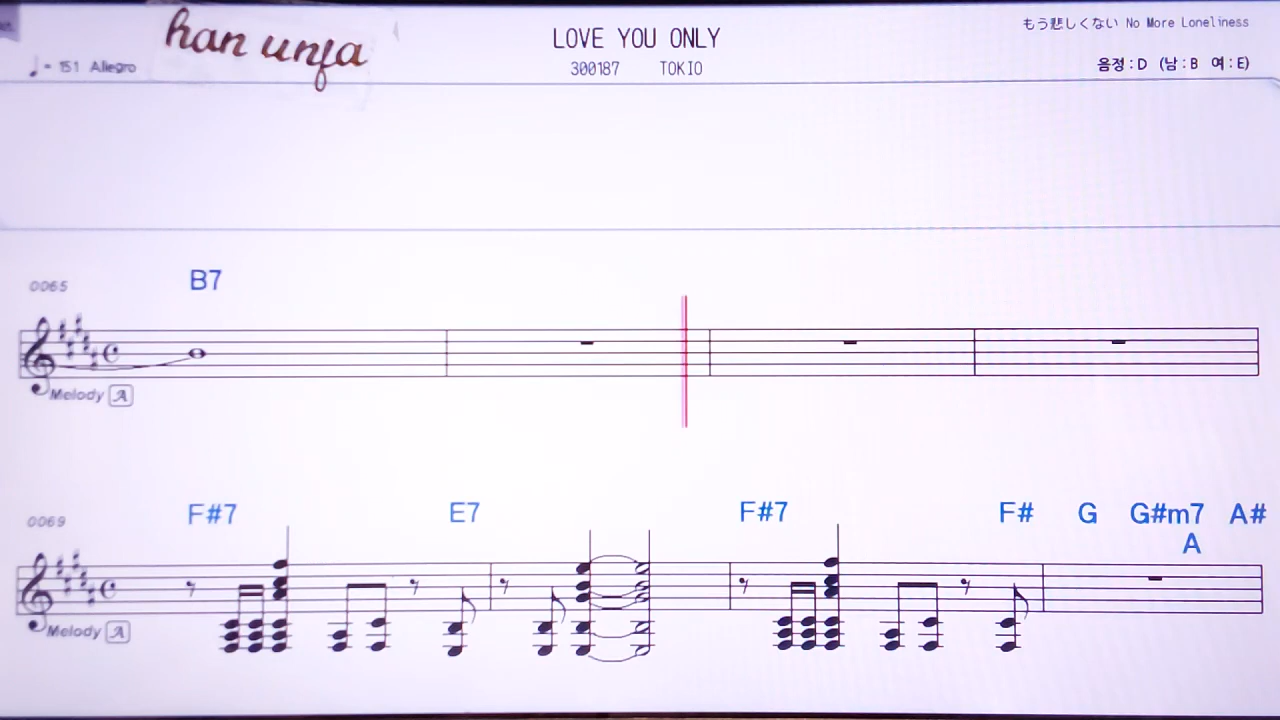 han unfa
LOVE YOU ONLY
もう悲しくない No More Loneliness
♩= 151 Allegro
300187 TOKIO
음정:D (남:B 여:E)
0065
B7
Melody A
0069
F#7 E7 F#7 F# G G#m7 A#
A
Melody A